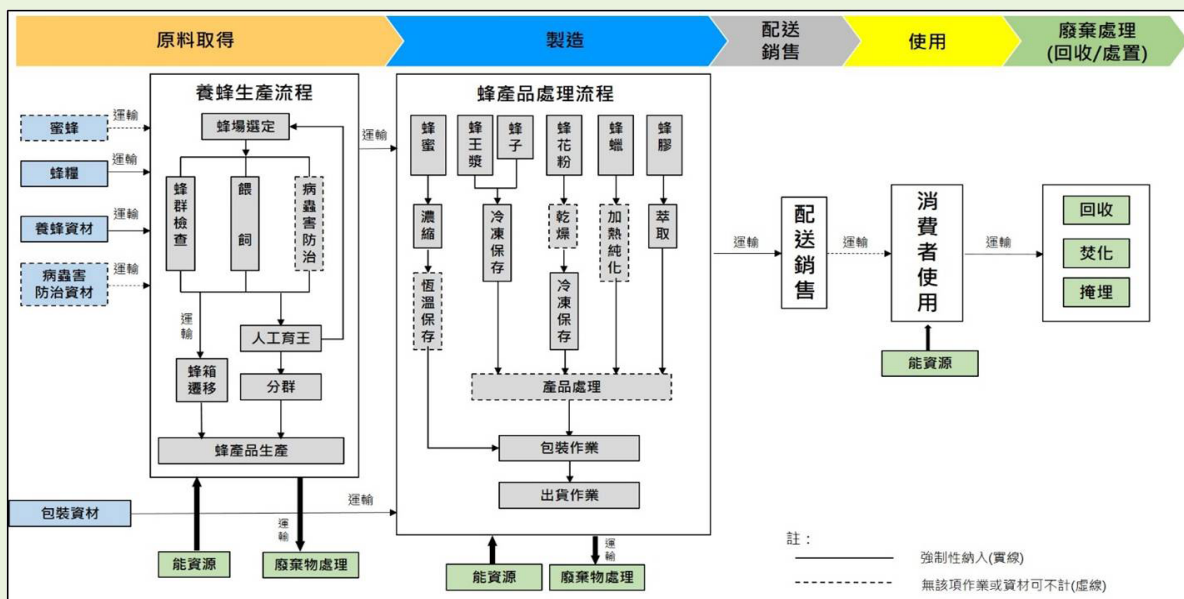 原料取得
製造
配送
銷售
使用
廢棄處理
(回收/處置)
養蜂生產流程
蜜蜂
運輸
蜂糧
運輸
養蜂資材
運輸
病蟲害
防治資材
運輸
蜂場選定
蜂群檢查
餵飼
病蟲害防治
運輸
人工育王
蜂箱
遷移
分群
蜂產品生產
包裝資材
運輸
能資源
運輸
廢棄物處理
運輸
蜂產品處理流程
蜂蜜
蜂王漿
蜂子
蜂花粉
蜂蠟
蜂膠
濃縮
冷凍保存
乾燥
加熱純化
萃取
恆溫保存
冷凍保存
產品處理
包裝作業
出貨作業
能資源
運輸
廢棄物處理
運輸
配送銷售
運輸
消費者使用
能資源
運輸
回收
焚化
掩埋
註：
強制性納入(實線)
無該項作業或資材可不計(虛線)